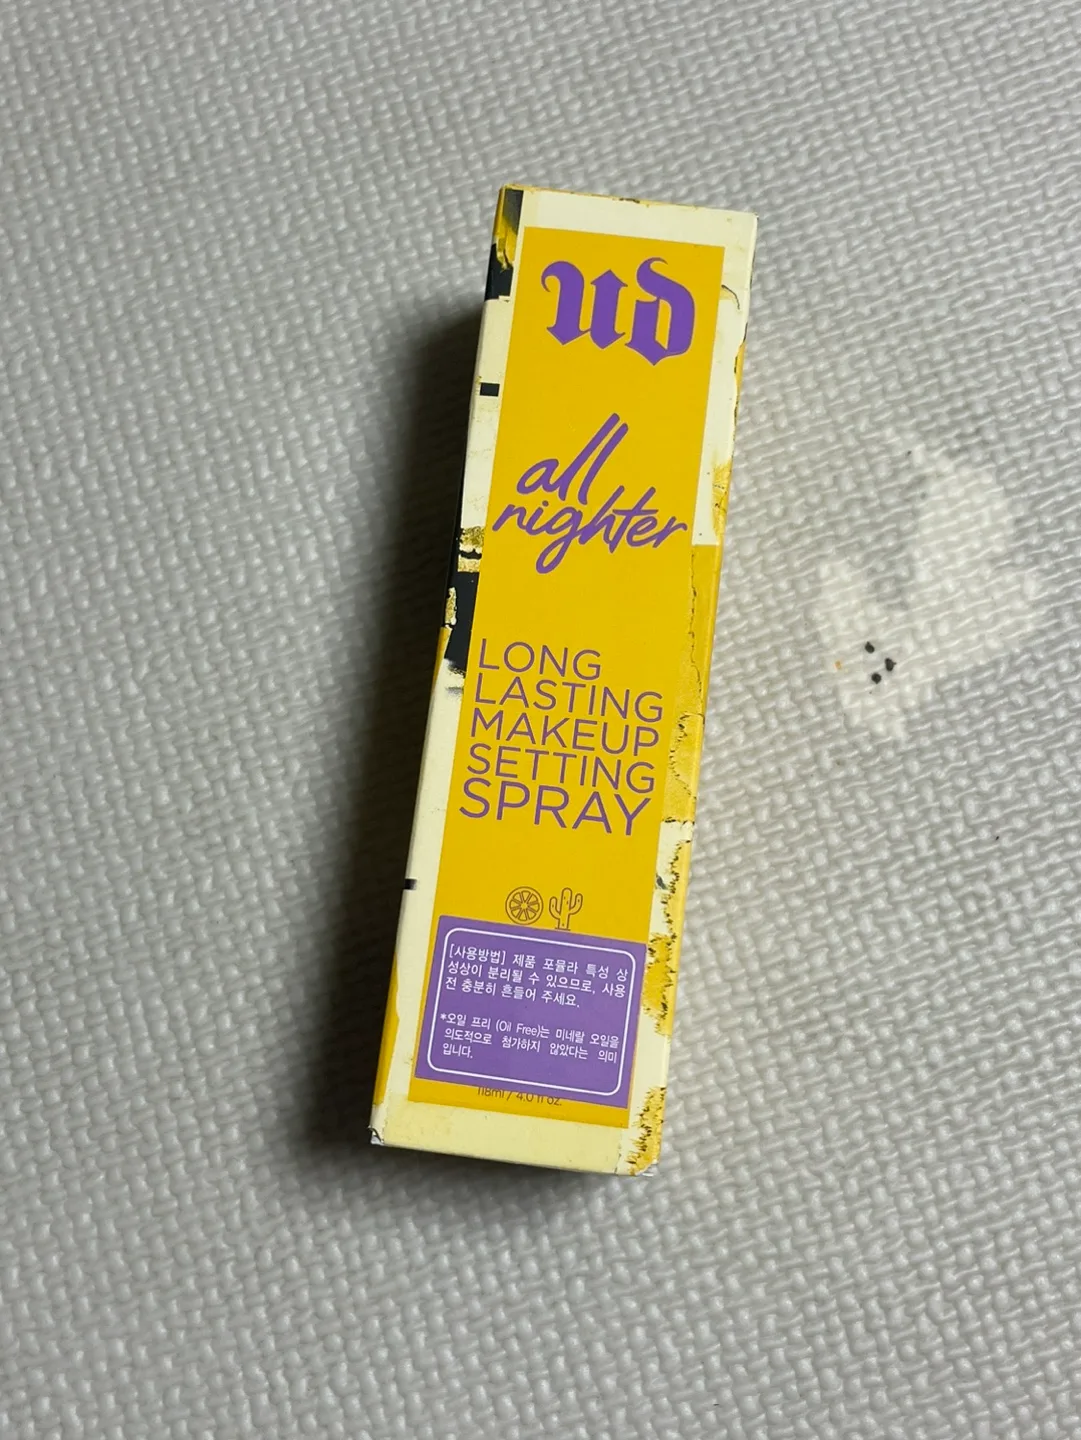 ud
all
nighter
LONG
LASTING
MAKEUP
SETTING
SPRAY
[사용방법] 제품 포뮬라 특성 상
성상이 분리될 수 있으므로, 사용
전 충분히 흔들어 주세요.
*오일 프리 (Oil Free)는 미네랄 오일을
의도적으로 첨가하지 않았다는 의미
입니다.
118ml / 4.0 fl oz.